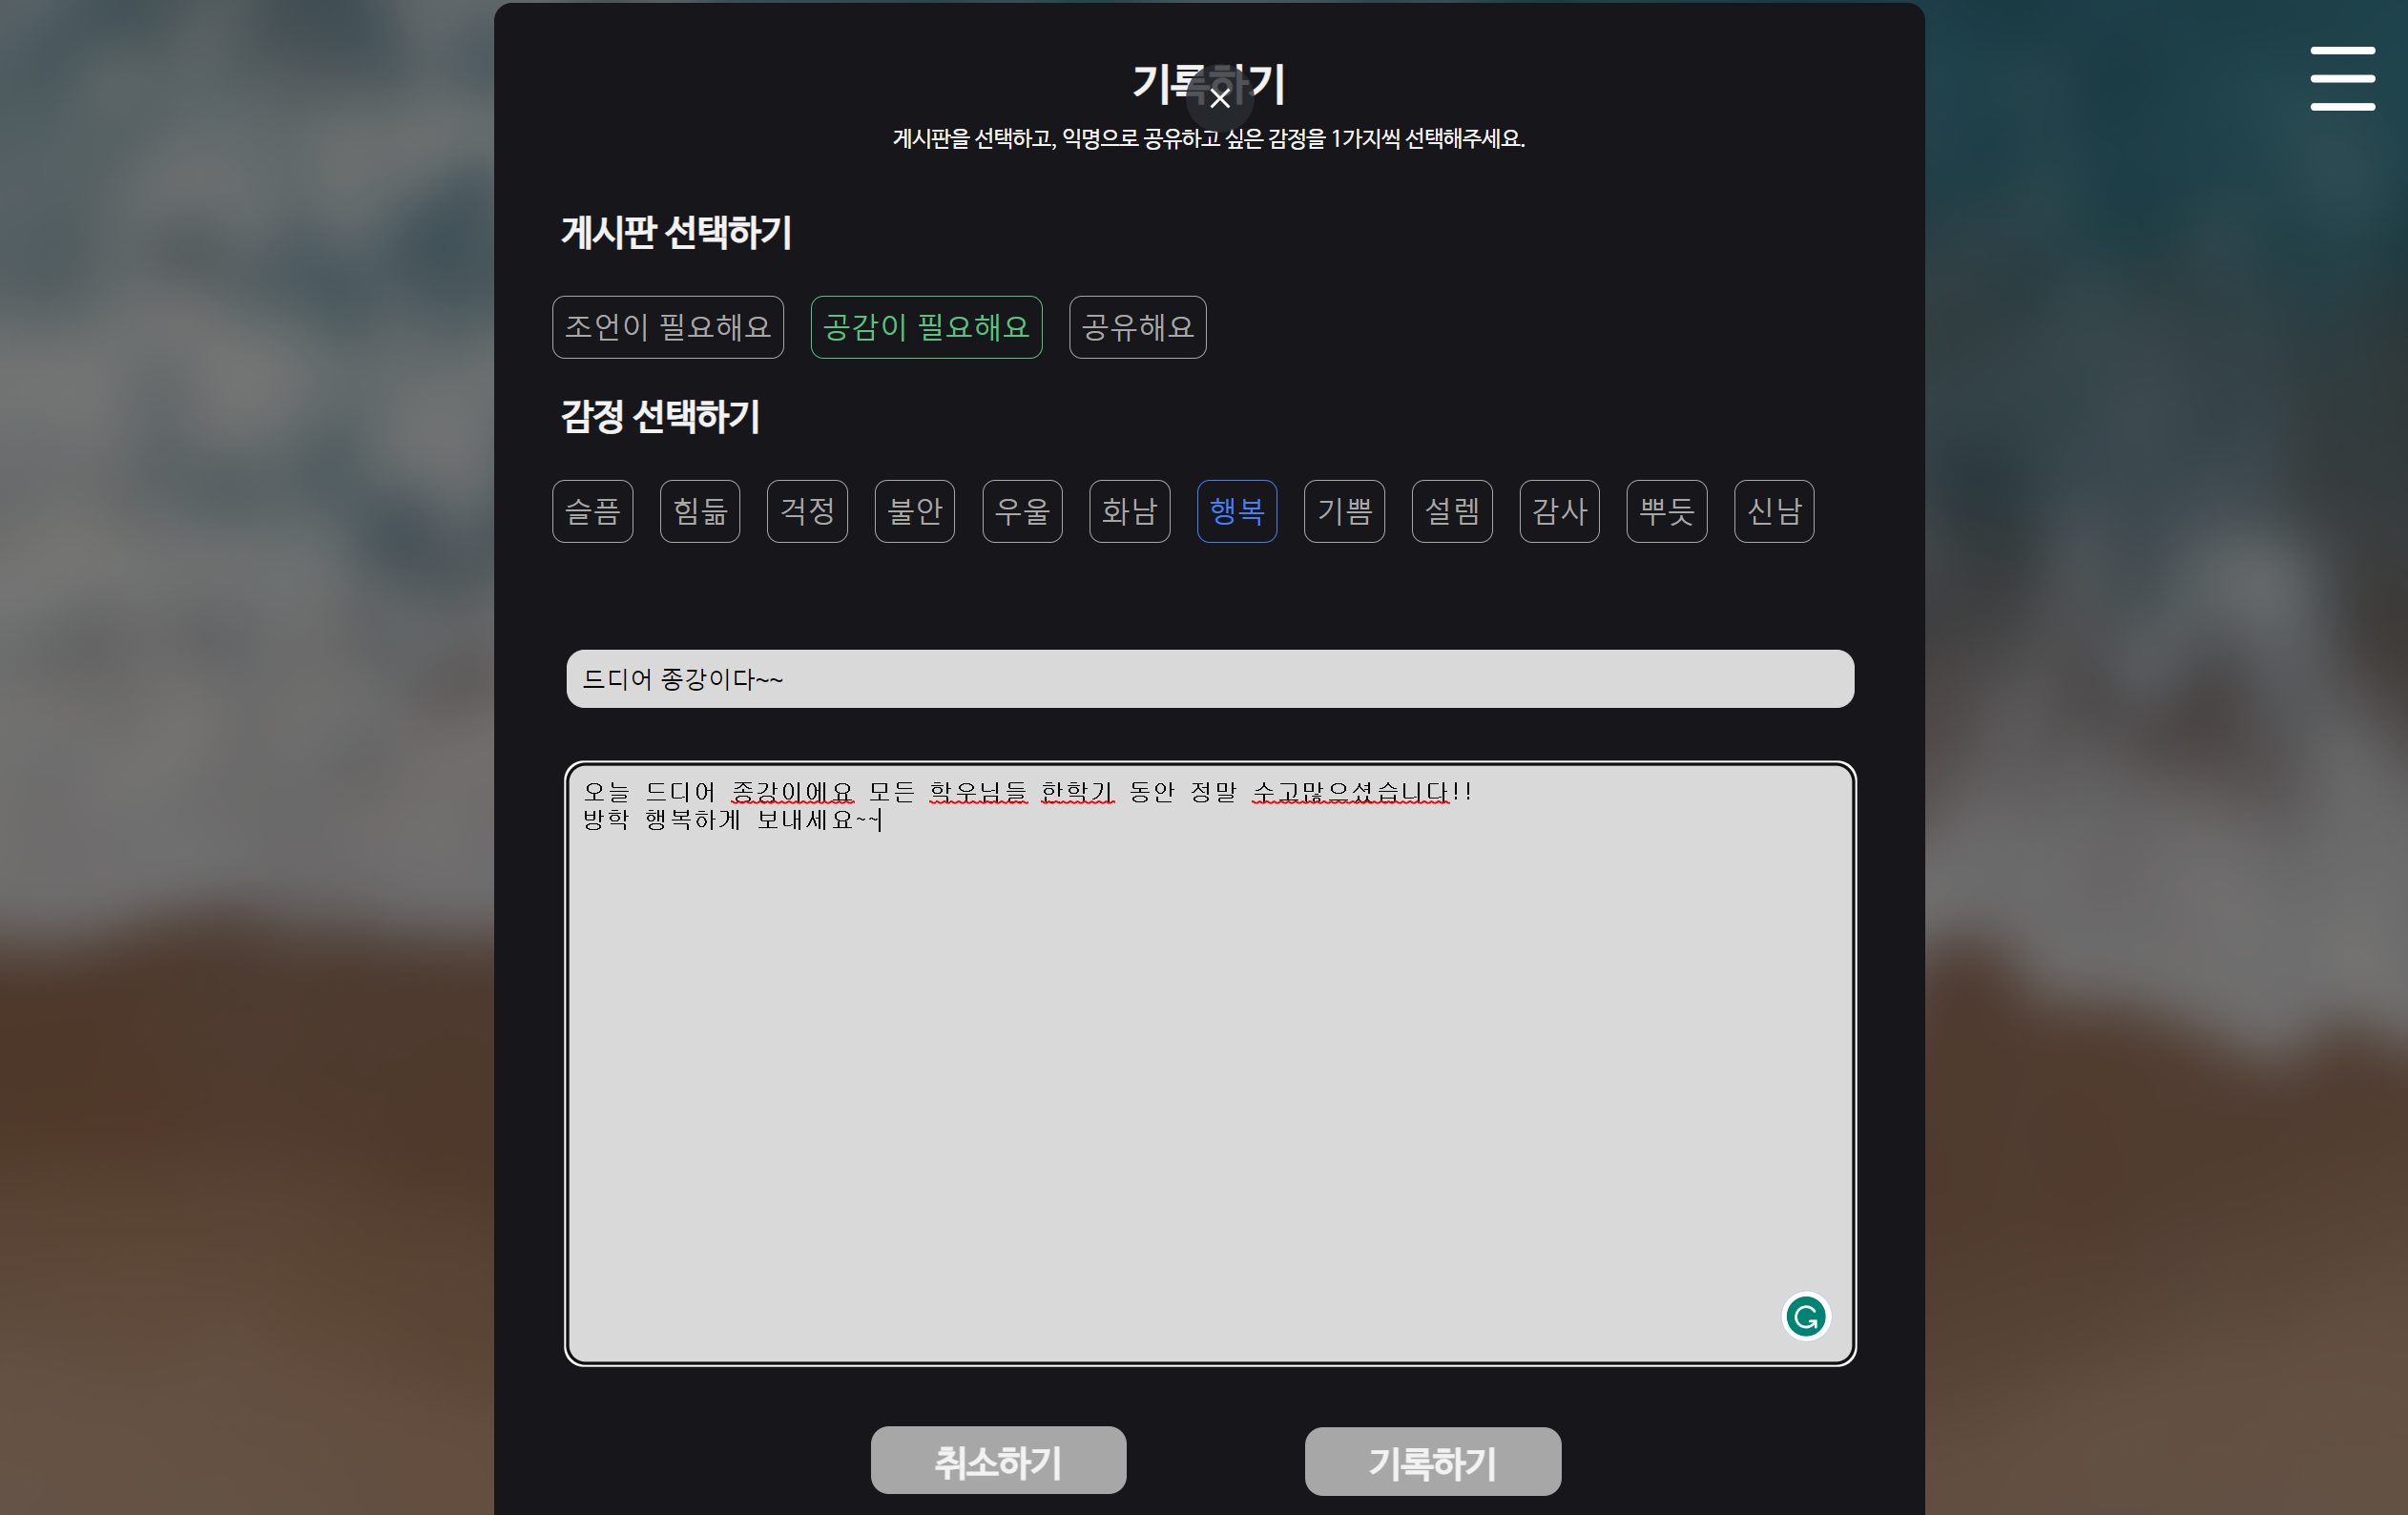 기록하기
게시판을 선택하고, 익명으로 공유하고 싶은 감정을 1가지씩 선택해주세요.
게시판 선택하기
조언이 필요해요 공감이 필요해요 공유해요
감정 선택하기
슬픔 힘듦 걱정 불안 우울 화남 행복 기쁨 설렘 감사 뿌듯 신남
드디어 종강이다~~
오늘 드디어 종강이에요 모든 학우님들 한학기 동안 정말 수고많으셨습니다!!
방학 행복하게 보내세요~~
취소하기 기록하기